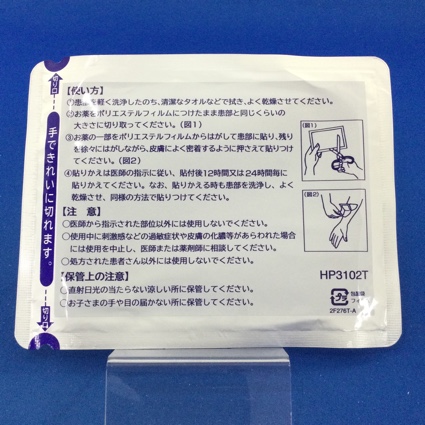 切り口
手できれいに切れます。
切り口
【使い方】
①患部を軽く洗浄したのち、清潔なタオルなどで拭き、よく乾燥させてください。
②お薬をポリエステルフィルムにつけたまま患部と同じくらいの
大きさに切り取ってください。(図1)
③お薬の一部をポリエステルフィルムからはがして患部に貼り、残り
を徐々にはがしながら、皮膚によく密着するように押さえて貼りつけ
てください。(図2)
④貼りかえは医師の指示に従い、貼付後12時間又は24時間毎に
貼りかえてください。なお、貼りかえる時も患部を洗浄し、よく
乾燥させ、同様の方法で貼りつけてください。
(図1)
(図2)
【注 意】
○医師から指示された部位以外には使用しないでください。
○使用中に刺激感などの過敏症状や皮膚の化膿等があらわれた場合
には使用を中止し、医師または薬剤師に相談してください。
○処方された患者さん以外には使用しないでください。
【保管上の注意】
○直射日光の当たらない涼しい所に保管してください。
○お子さまの手や目の届かない所に保管してください。
HP3102T
プラ
2F276T-A